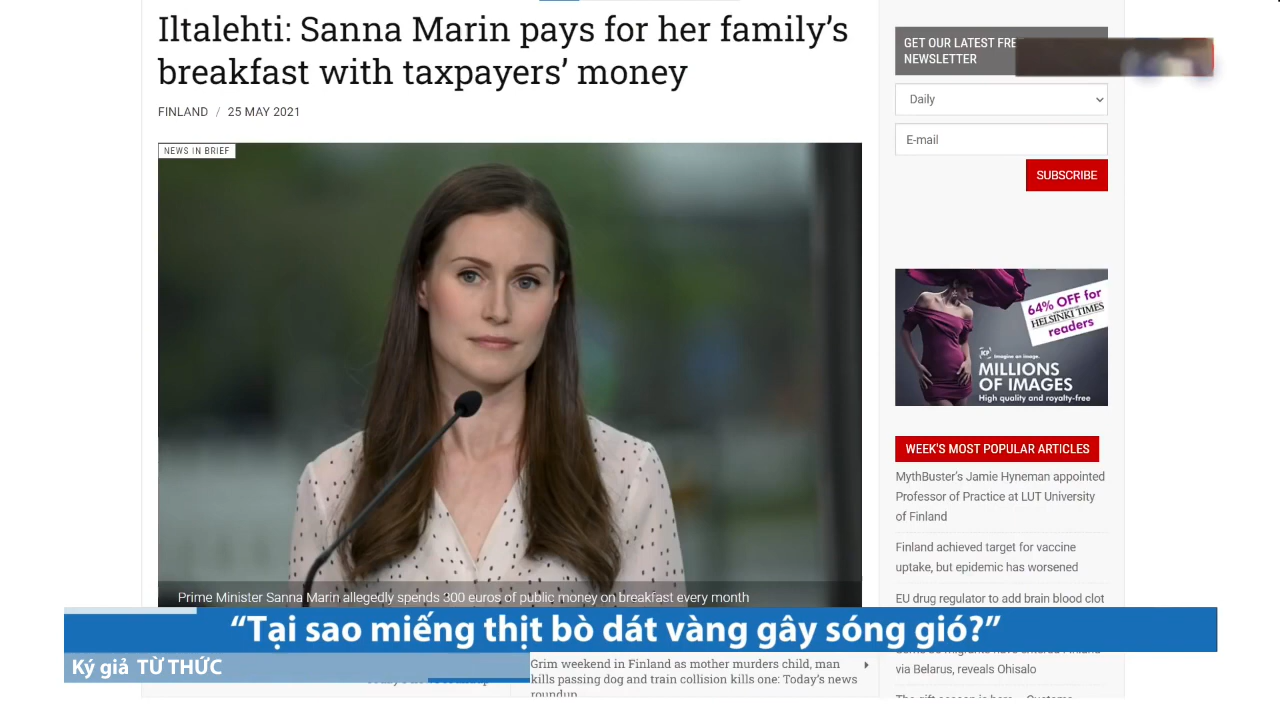 Iltalehti: Sanna Marin pays for her family's
breakfast with taxpayers' money
FINLAND / 25 MAY 2021
NEWS IN BRIEF
Prime Minister Sanna Marin allegedly spends 300 euros of public money on breakfast every month
GET OUR LATEST FREE
NEWSLETTER
Daily
E-mail
SUBSCRIBE
64% OFF for
HELSINKI TIMES
readers
ICP Imagine an image.
MILLIONS
OF IMAGES
High quality and royalty-free
WEEK'S MOST POPULAR ARTICLES
MythBuster's Jamie Hyneman appointed
Professor of Practice at LUT University
of Finland
Finland achieved target for vaccine
uptake, but epidemic has worsened
EU drug regulator to add brain blood clot
via Belarus, reveals Ohisalo
“Tại sao miếng thịt bò dát vàng gây sóng gió?”
Ký giả TỪ THỨC
Grim weekend in Finland as mother murders child, man
kills passing dog and train collision kills one: Today's news
roundup